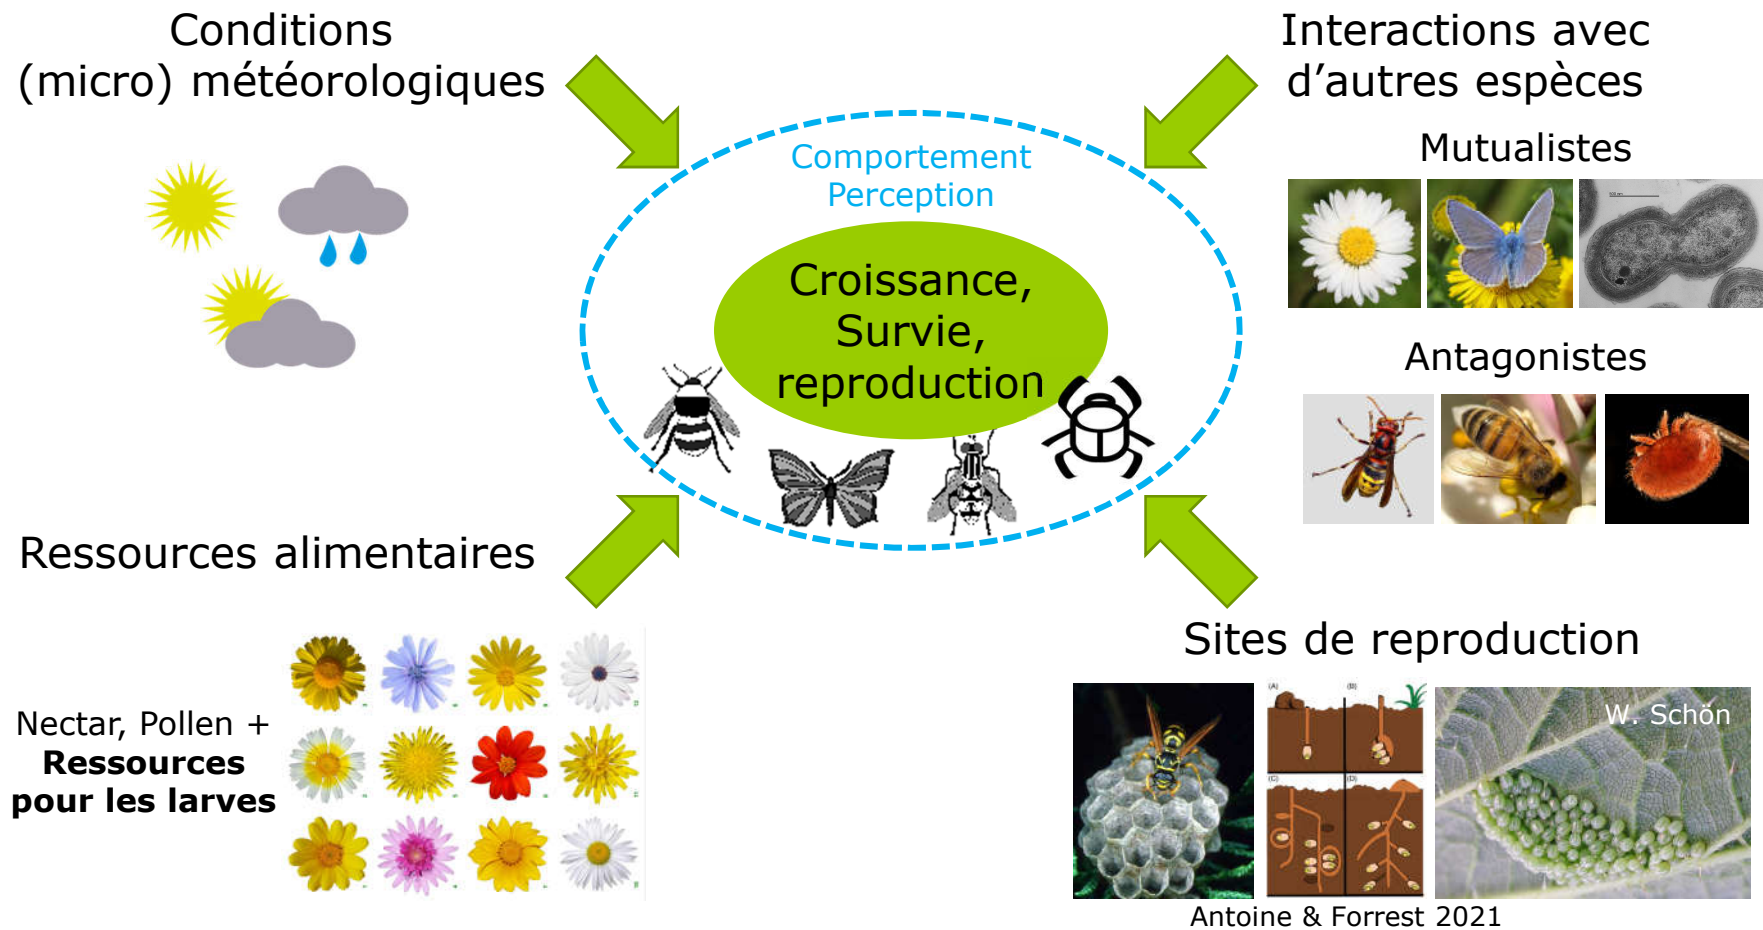 Conditions
(micro) météorologiques
Interactions avec
d'autres espèces
Mutualistes
Comportement
Perception
Croissance,
Survie,
reproduction
Antagonistes
Ressources alimentaires
Nectar, Pollen +
Ressources
pour les larves
Sites de reproduction
(A)
(B)
(C)
(D)
W. Schön
Antoine & Forrest 2021